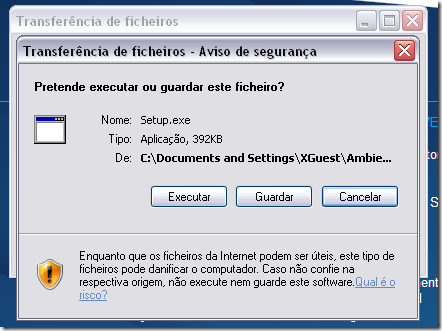 Transferência de ficheiros
Transferência de ficheiros - Aviso de segurança
Pretende executar ou guardar este ficheiro?
Nome: Setup.exe
Tipo: Aplicação, 392KB
De: C:\Documents and Settings\XGuest\Ambie...
Executar Guardar Cancelar
Enquanto que os ficheiros da Internet podem ser úteis, este tipo de
ficheiros pode danificar o computador. Caso não confie na
respectiva origem, não execute nem guarde este software. Qual é o
risco?